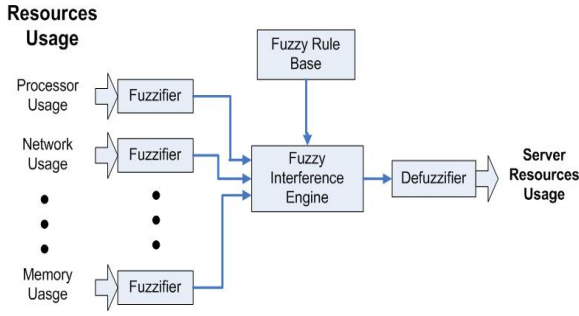 Resources
Usage
Processor
Usage
Fuzzifier
Network
Usage
Fuzzifier
Memory
Uasge
Fuzzifier
Fuzzy Rule
Base
Fuzzy
Interference
Engine
Defuzzifier
Server
Resources
Usage